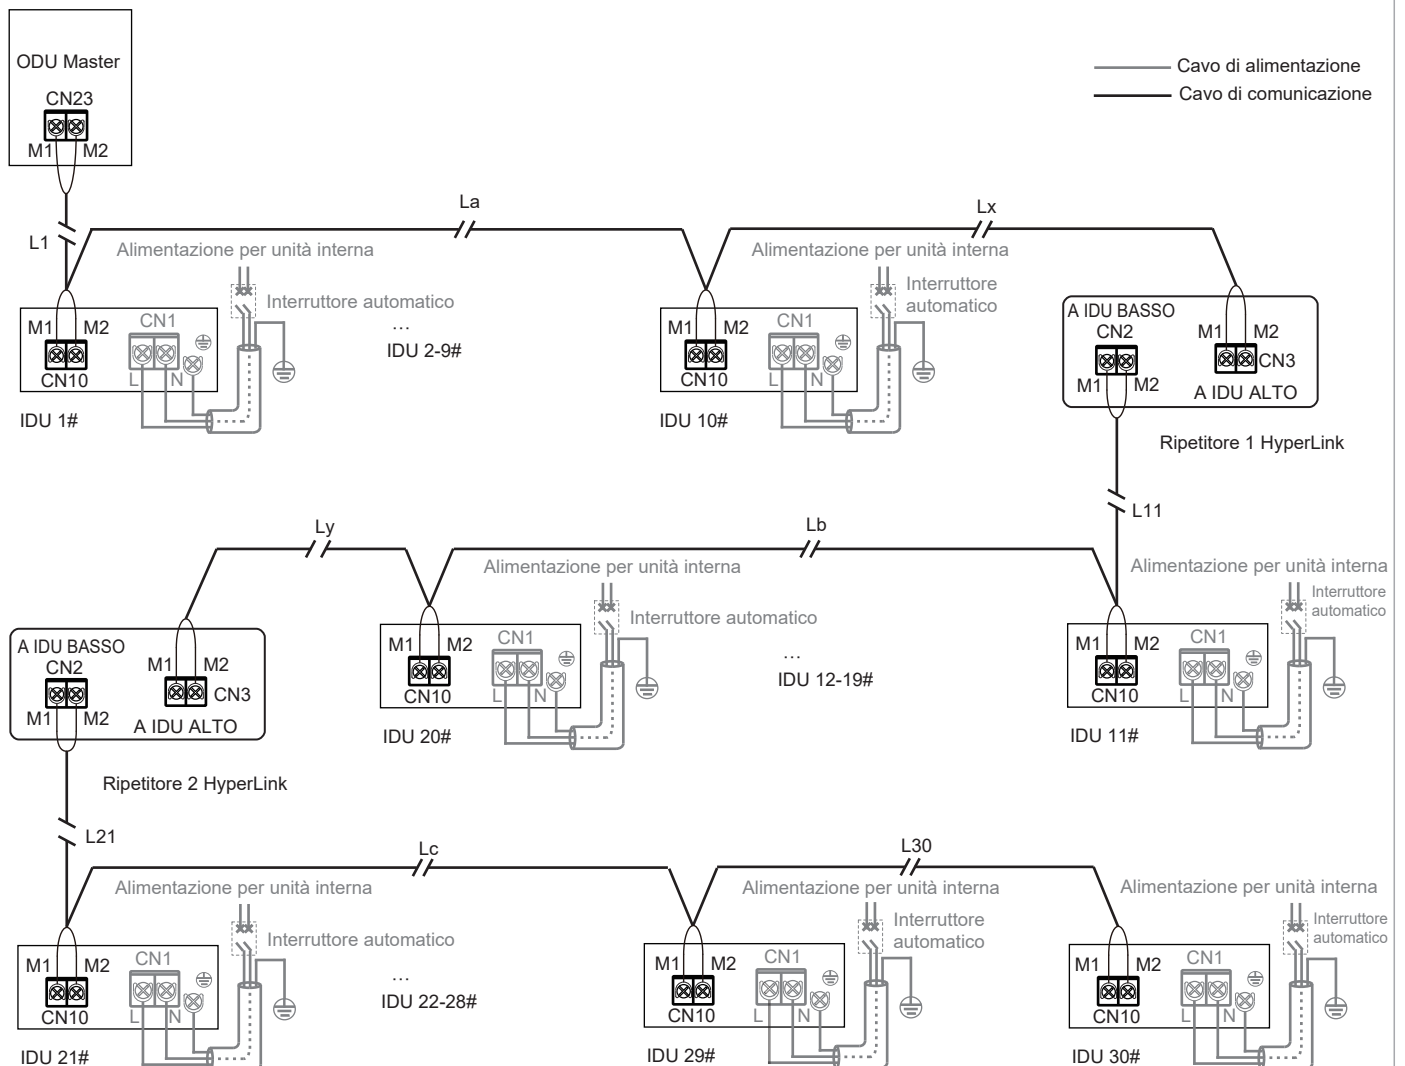 ODU Master
CN23
M1 M2
Cavo di alimentazione
Cavo di comunicazione
L1
La
Lx
Alimentazione per unità interna
Interruttore automatico
M1 M2
CN1
CN10
L N
IDU 1#
...
IDU 2-9#
Alimentazione per unità interna
Interruttore
automatico
M1 M2
CN1
CN10
L N
IDU 10#
A IDU BASSO
CN2
M1 M2
M1 M2
CN3
A IDU ALTO
Ripetitore 1 HyperLink
L11
Ly
Lb
A IDU BASSO
CN2
M1 M2
M1 M2
CN3
A IDU ALTO
Ripetitore 2 HyperLink
Alimentazione per unità interna
Interruttore automatico
M1 M2
CN1
CN10
L N
IDU 20#
...
IDU 12-19#
Alimentazione per unità interna
Interruttore
automatico
M1 M2
CN1
CN10
L N
IDU 11#
L21
Lc
L30
Alimentazione per unità interna
Interruttore automatico
M1 M2
CN1
CN10
L N
IDU 21#
...
IDU 22-28#
Alimentazione per unità interna
Interruttore
automatico
M1 M2
CN1
CN10
L N
IDU 29#
Alimentazione per unità interna
Interruttore
automatico
M1 M2
CN1
CN10
L N
IDU 30#